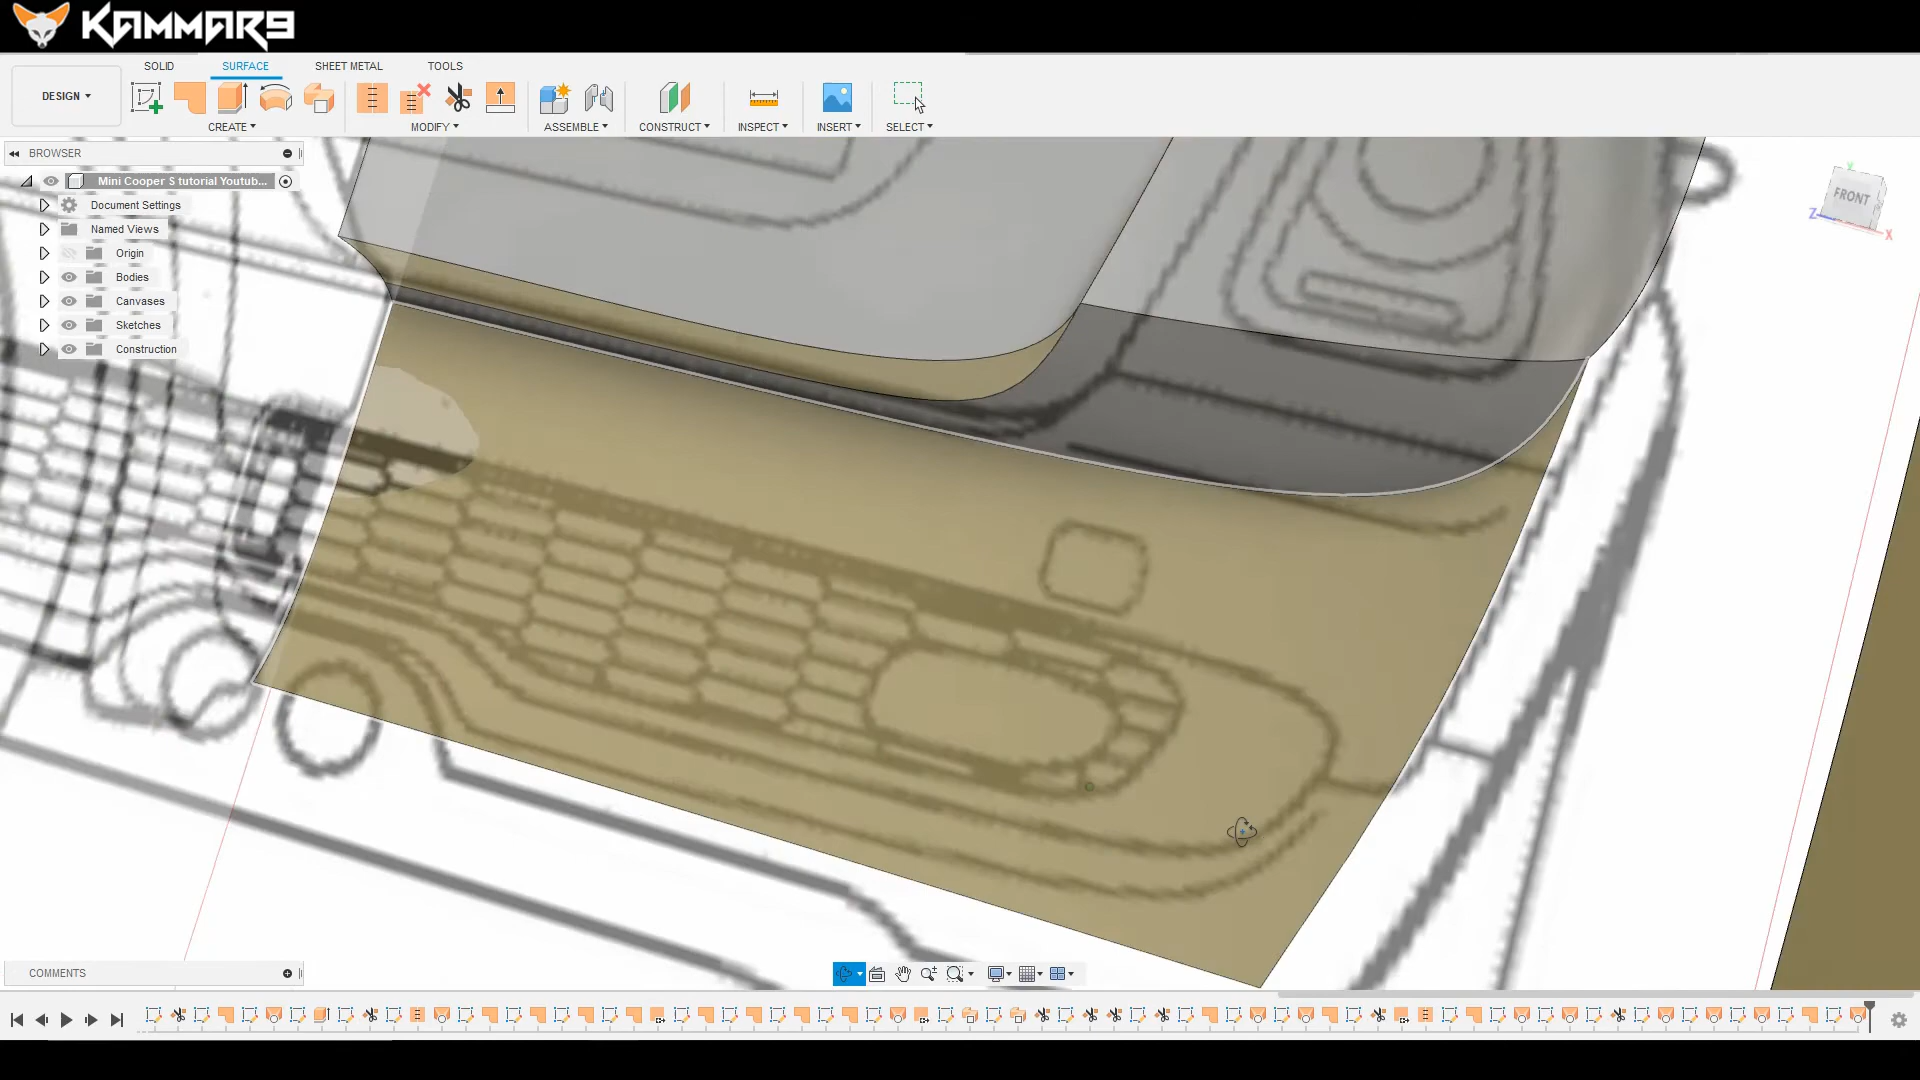 KAMMAR9
SOLID SURFACE SHEET METAL TOOLS
DESIGN
CREATE MODIFY ASSEMBLE CONSTRUCT INSPECT INSERT SELECT
BROWSER
Mini Cooper S tutorial Youtub...
Document Settings
Named Views
Origin
Bodies
Canvases
Sketches
Construction
FRONT
Y
Z
X
COMMENTS